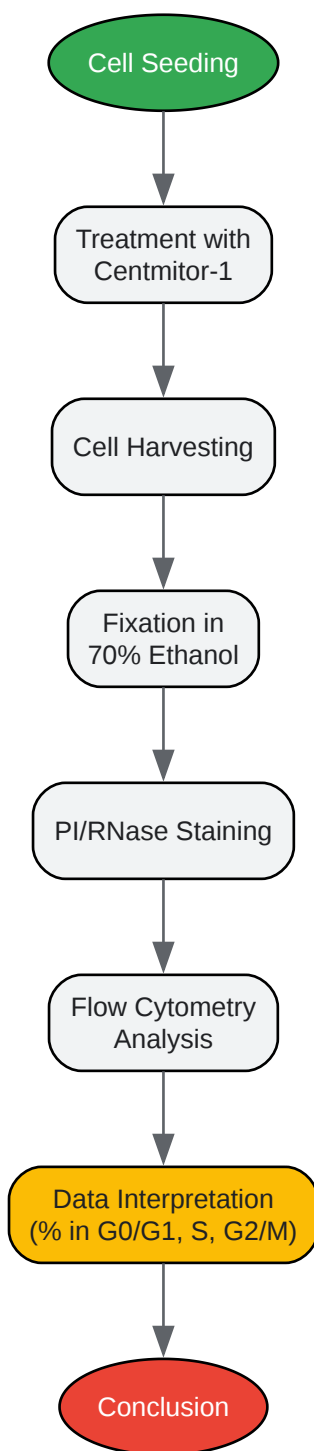 Cell Seeding
Treatment with
Centmitor-1
Cell Harvesting
Fixation in
70% Ethanol
PI/RNase Staining
Flow Cytometry
Analysis
Data Interpretation
(% in G0/G1, S, G2/M)
Conclusion